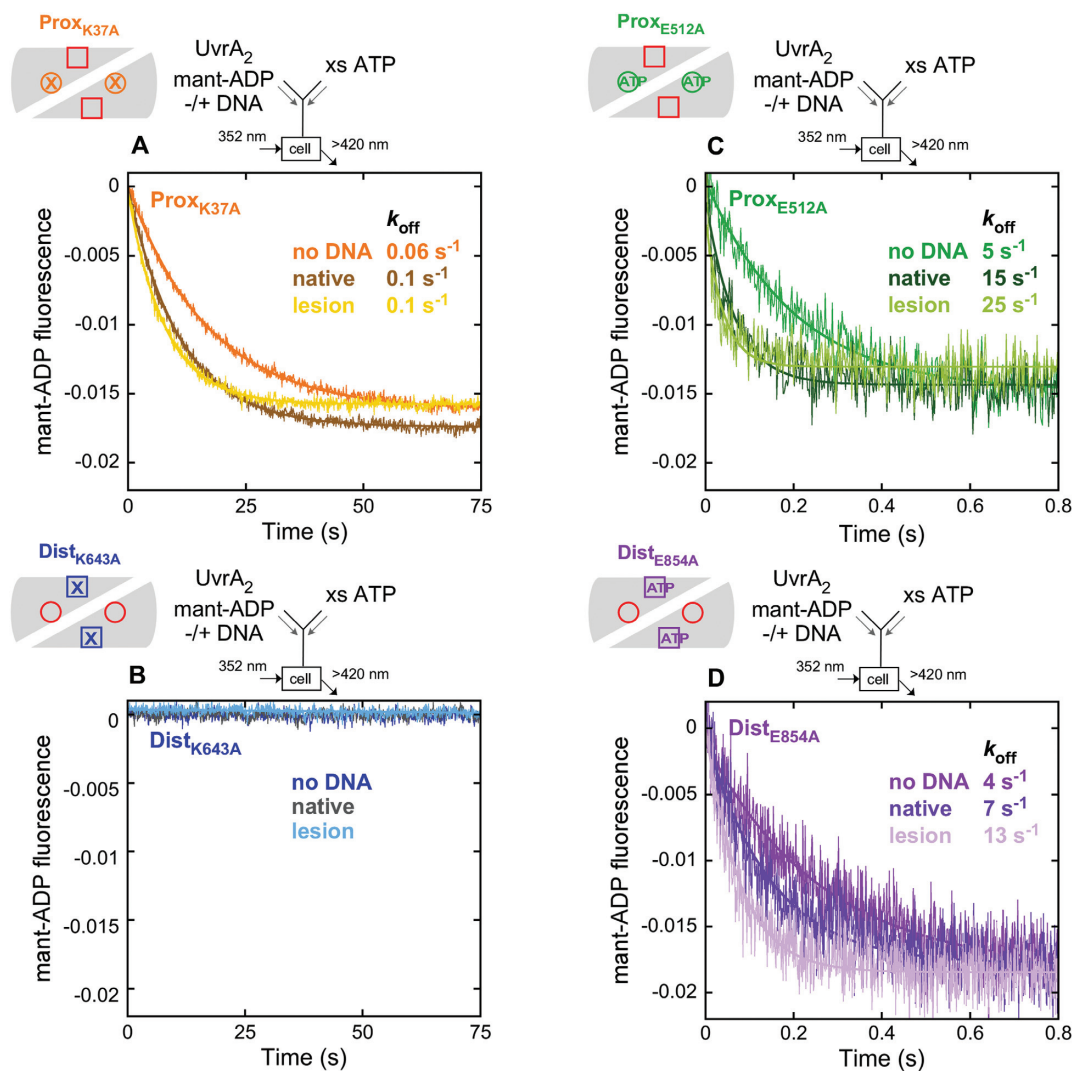 Prox_K37A
X X
UvrA2
mant-ADP
-/+ DNA
xs ATP
352 nm
cell
>420 nm
A
Prox_K37A
k_off
no DNA 0.06 s⁻¹
native 0.1 s⁻¹
lesion 0.1 s⁻¹
mant-ADP fluorescence
0
-0.005
-0.01
-0.015
-0.02
0 25 50 75
Time (s)
Prox_E512A
ATP ATP
UvrA2
mant-ADP
-/+ DNA
xs ATP
352 nm
cell
>420 nm
C
Prox_E512A
k_off
no DNA 5 s⁻¹
native 15 s⁻¹
lesion 25 s⁻¹
mant-ADP fluorescence
0
-0.005
-0.01
-0.015
-0.02
0 0.2 0.4 0.6 0.8
Time (s)
Dist_K643A
X
X
UvrA2
mant-ADP
-/+ DNA
xs ATP
352 nm
cell
>420 nm
B
Dist_K643A
no DNA
native
lesion
mant-ADP fluorescence
0
-0.005
-0.01
-0.015
-0.02
0 25 50 75
Time (s)
Dist_E854A
ATP
ATP
UvrA2
mant-ADP
-/+ DNA
xs ATP
352 nm
cell
>420 nm
D
Dist_E854A
k_off
no DNA 4 s⁻¹
native 7 s⁻¹
lesion 13 s⁻¹
mant-ADP fluorescence
0
-0.005
-0.01
-0.015
-0.02
0 0.2 0.4 0.6 0.8
Time (s)